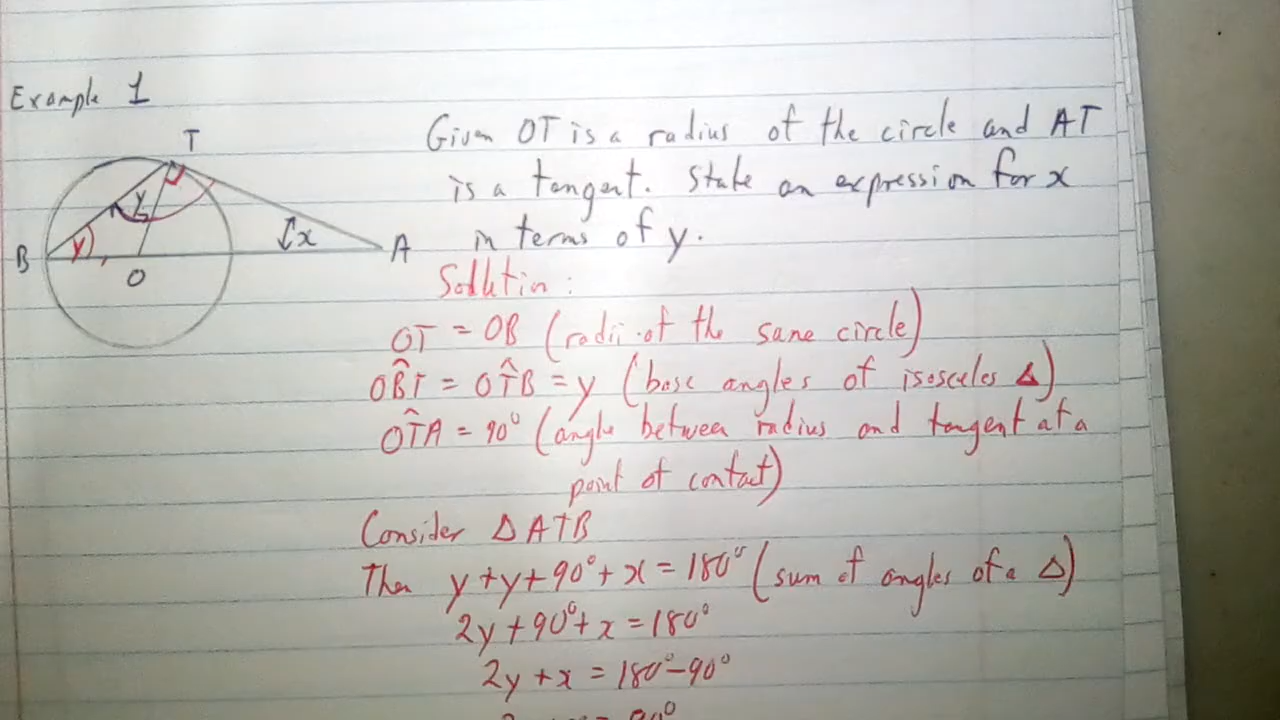 Example 1
T
Given OT is a radius of the circle and AT
is a tangent. State an expression for x
in terms of y.
y
y
x
B
O
A
Solution:
OT = OB (radii of the same circle)
OB̂T = OT̂B = y (base angles of isosceles Δ)
OT̂A = 90° (angle between radius and tangent at a
point of contact)
Consider ΔATB
Then y+y+90°+x = 180° (sum of angles of a Δ)
2y+90°+x = 180°
2y+x = 180°-90°